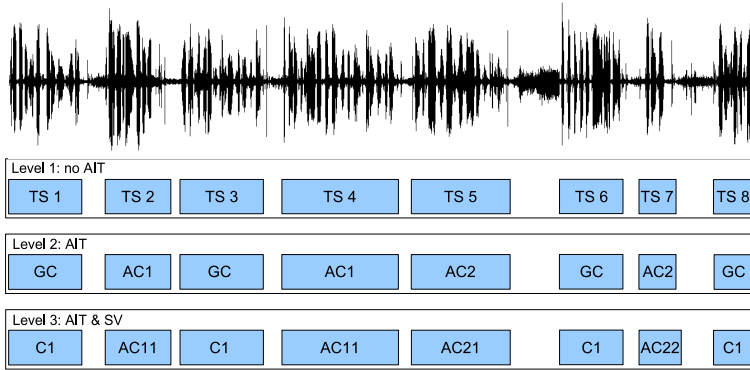 Level 1: no AIT
TS 1 TS 2 TS 3 TS 4 TS 5 TS 6 TS 7 TS 8
Level 2: AIT
GC AC1 GC AC1 AC2 GC AC2 GC
Level 3: AIT & SV
C1 AC11 C1 AC11 AC21 C1 AC22 C1